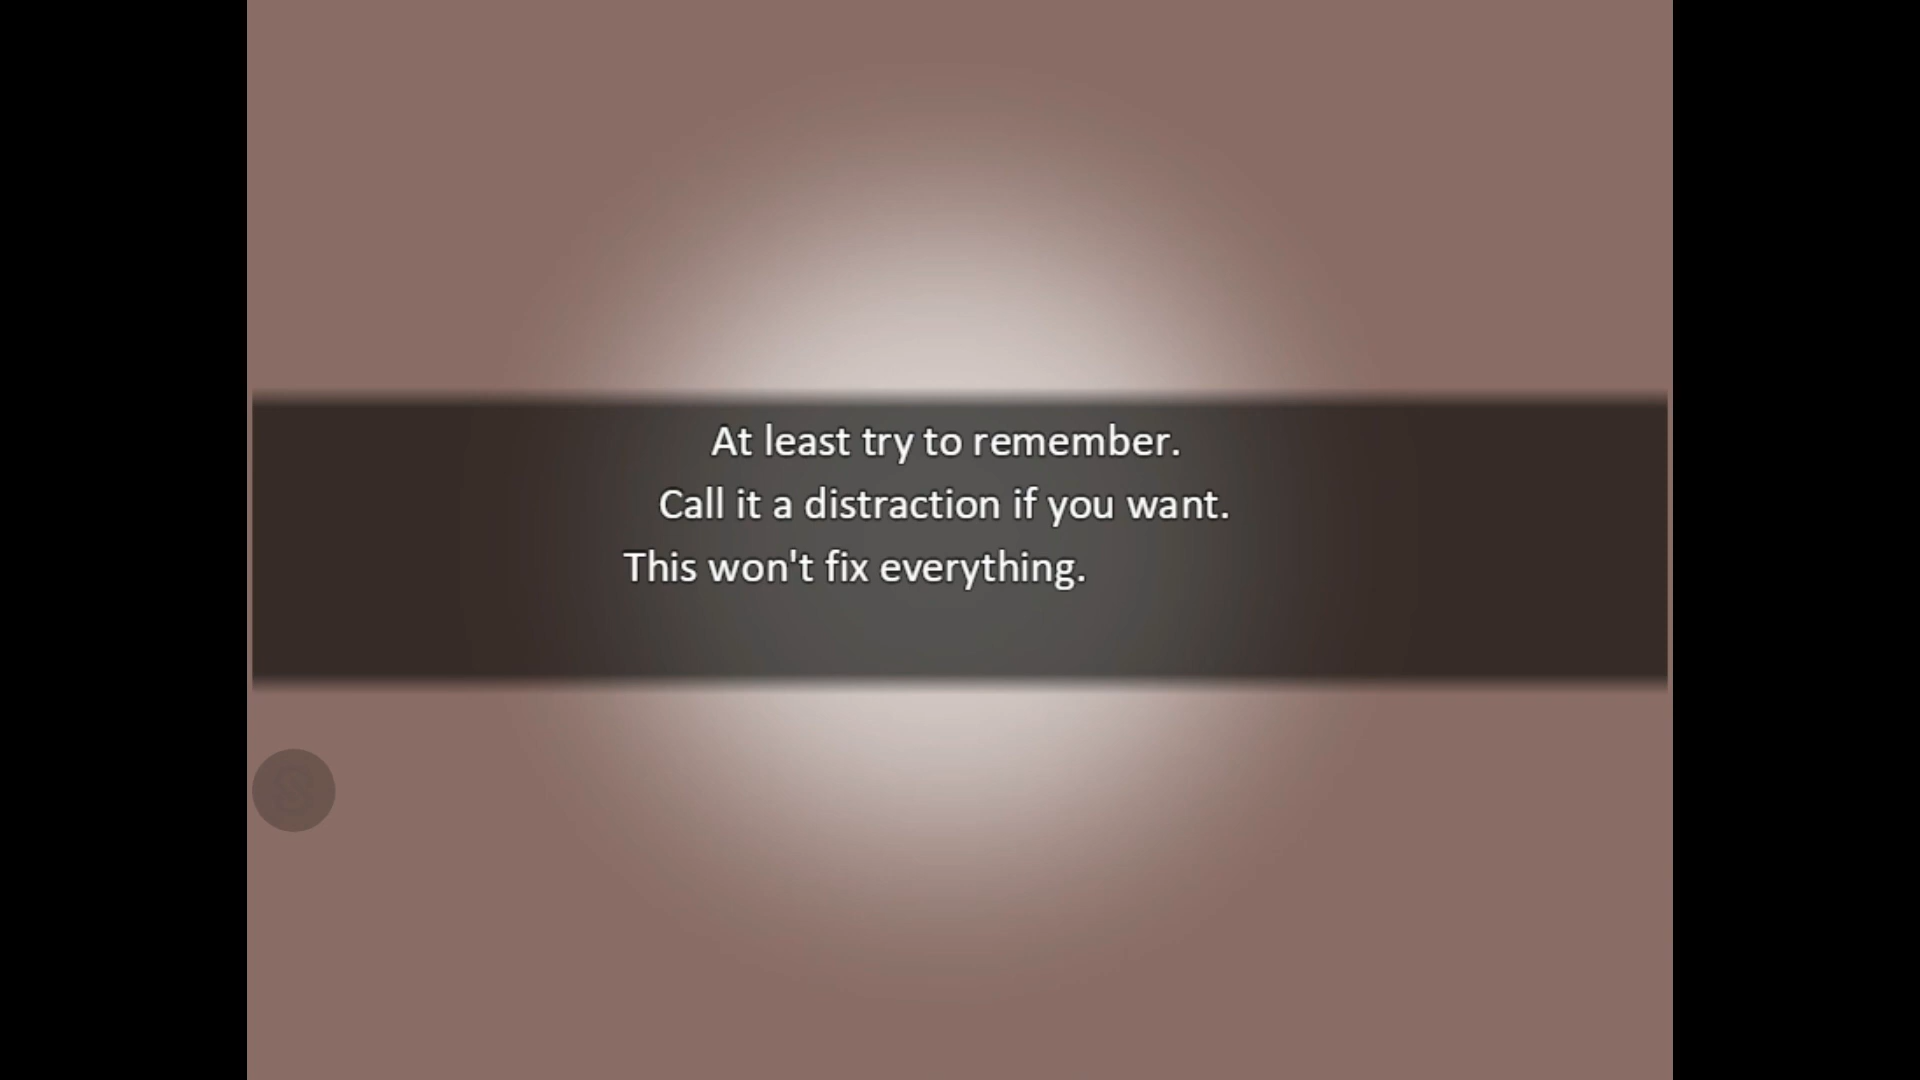 At least try to remember.
Call it a distraction if you want.
This won't fix everything.